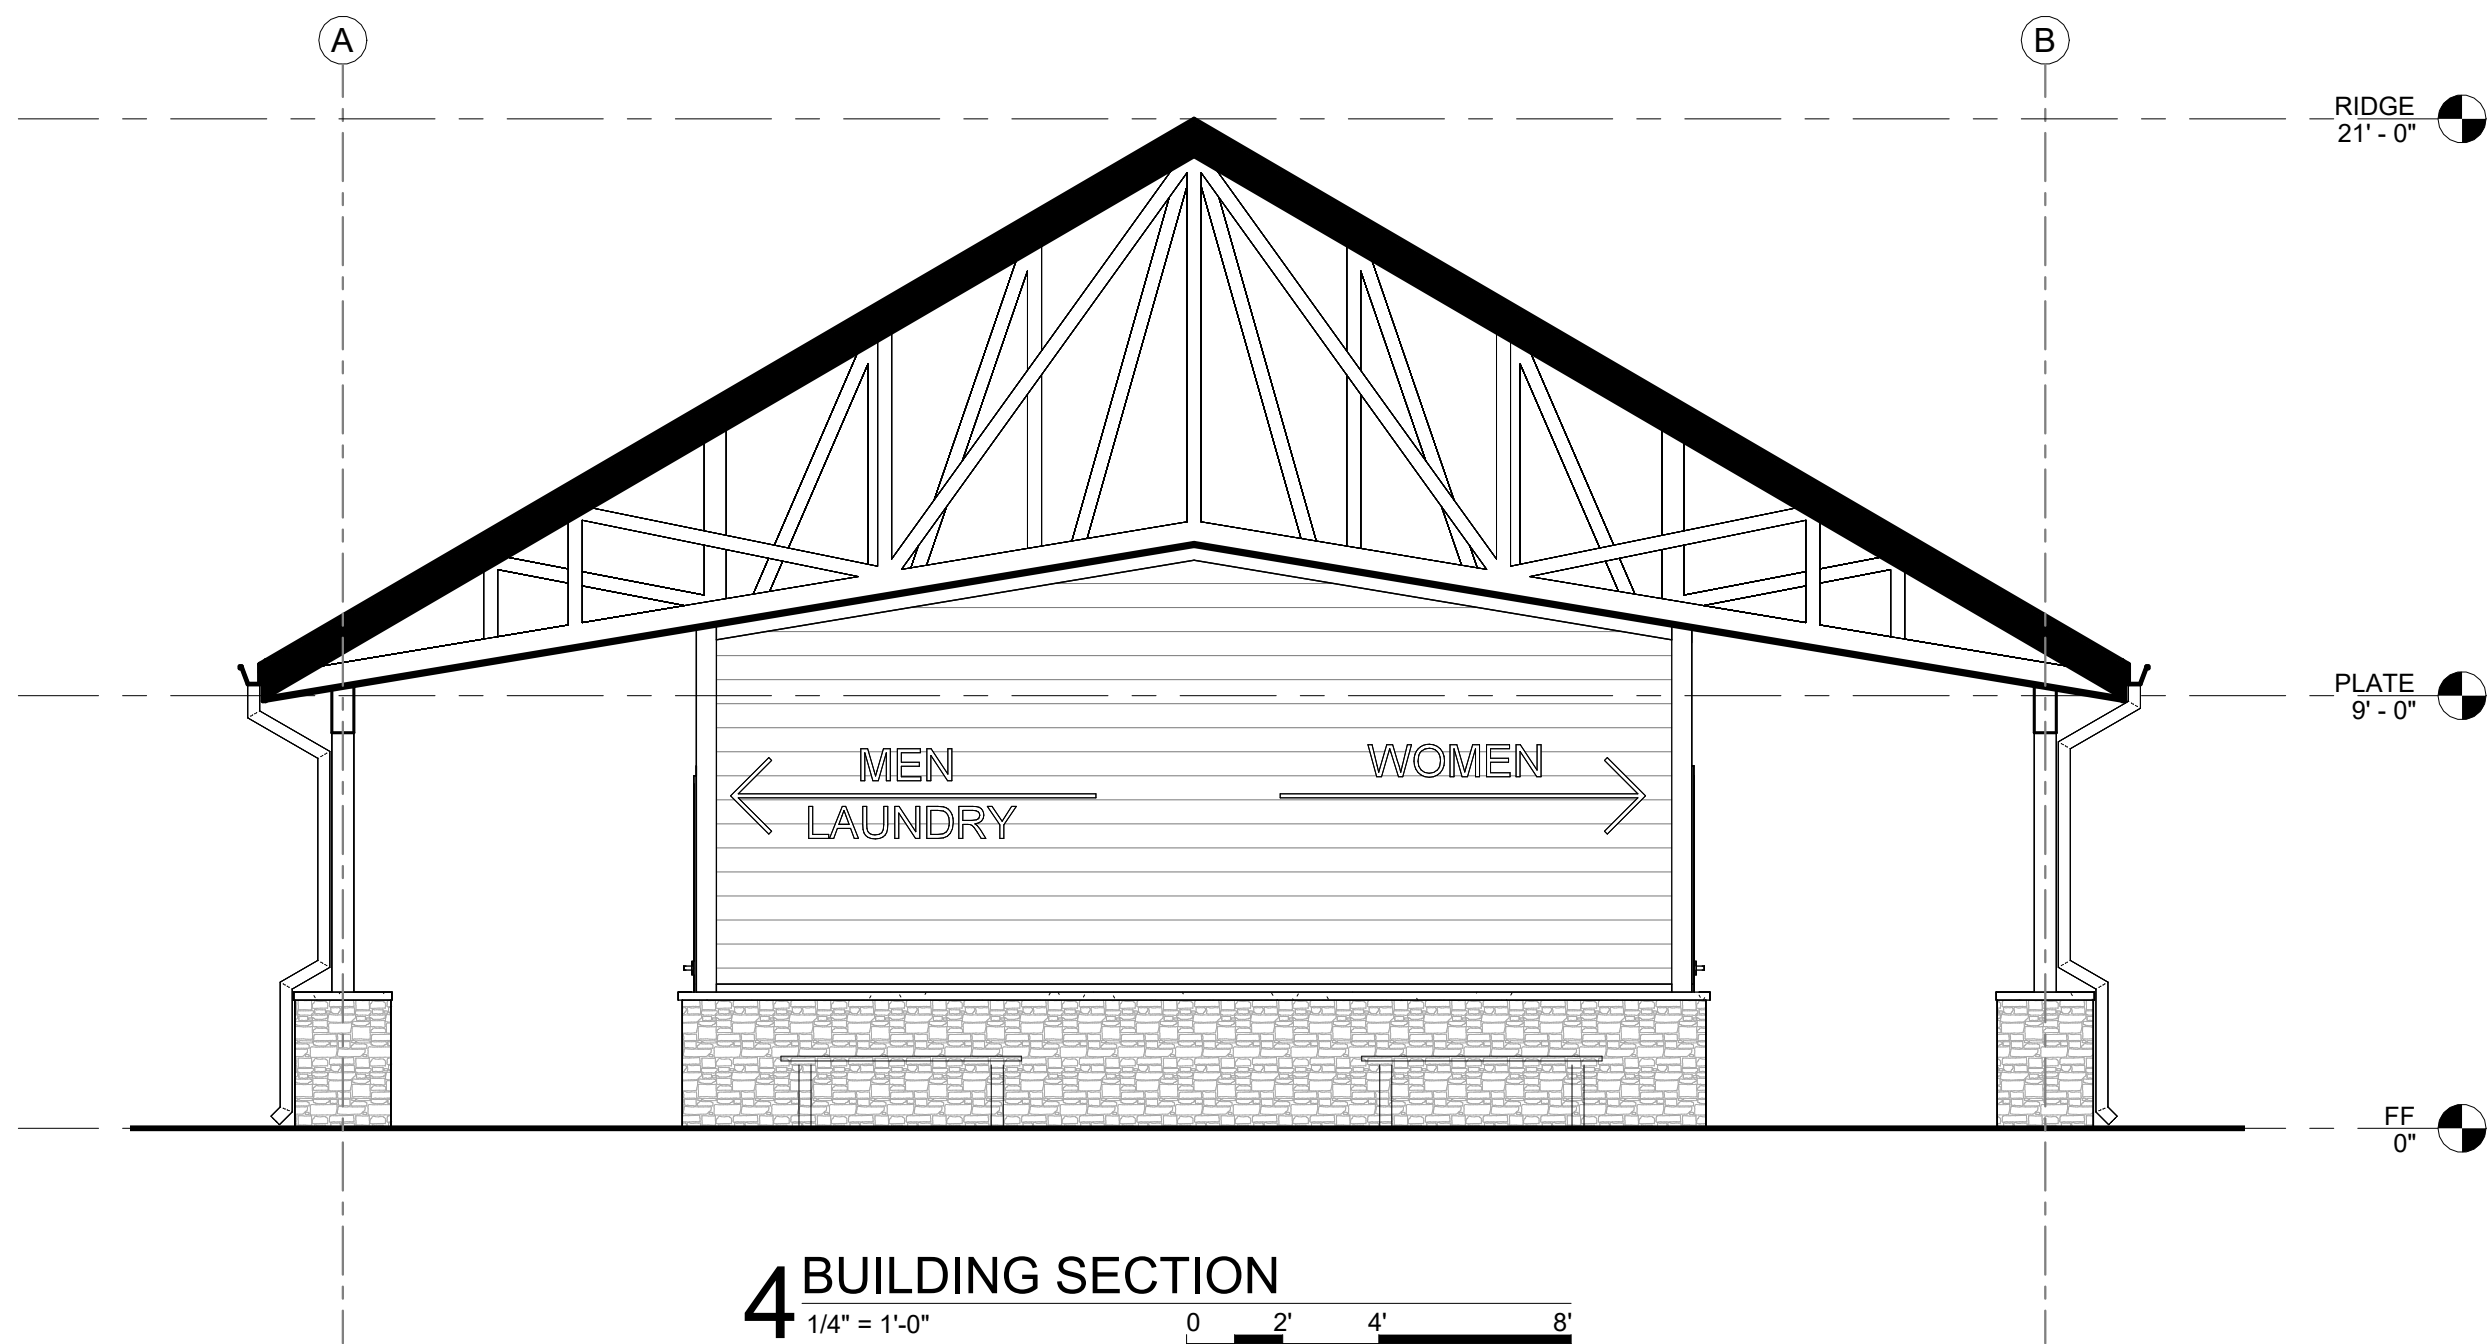 A
B
RIDGE
21' - 0"
PLATE
9' - 0"
MEN
WOMEN
LAUNDRY
FF
0"
4 BUILDING SECTION
1/4" = 1'-0"
0 2' 4' 8'